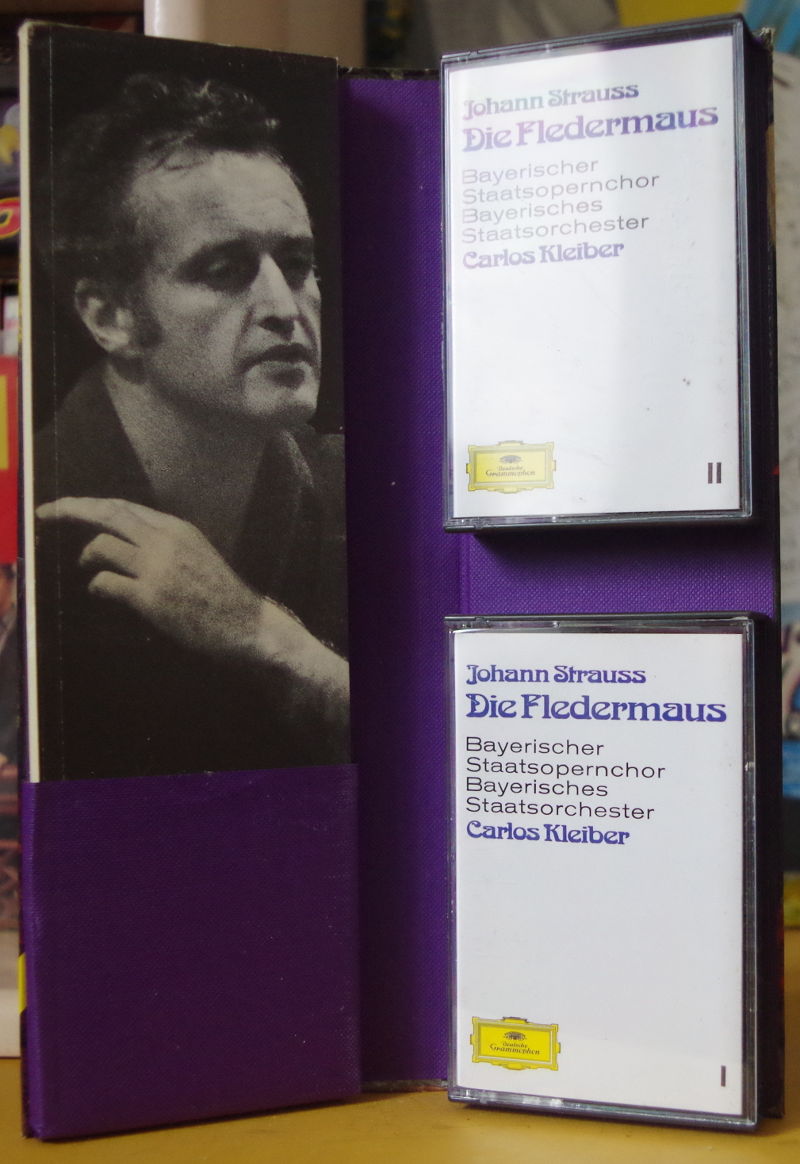 Johann Strauss
Die Fledermaus
Bayerischer
Staatsopernchor
Bayerisches
Staatsorchester
Carlos Kleiber
Deutsche
Grammophon
II
Johann Strauss
Die Fledermaus
Bayerischer
Staatsopernchor
Bayerisches
Staatsorchester
Carlos Kleiber
Deutsche
Grammophon
I